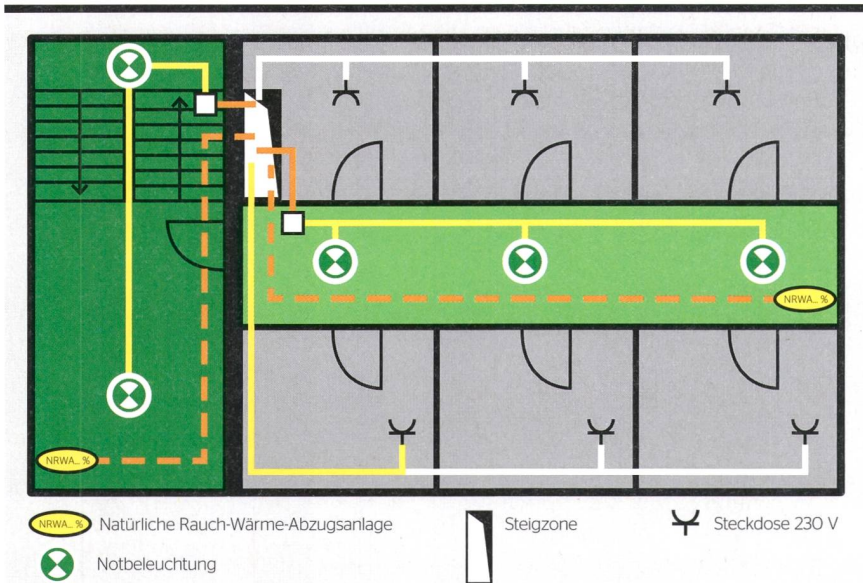 NRWA... %
NRWA... %
NRWA... % Natürliche Rauch-Wärme-Abzugsanlage
Steigzone
Steckdose 230 V
Notbeleuchtung